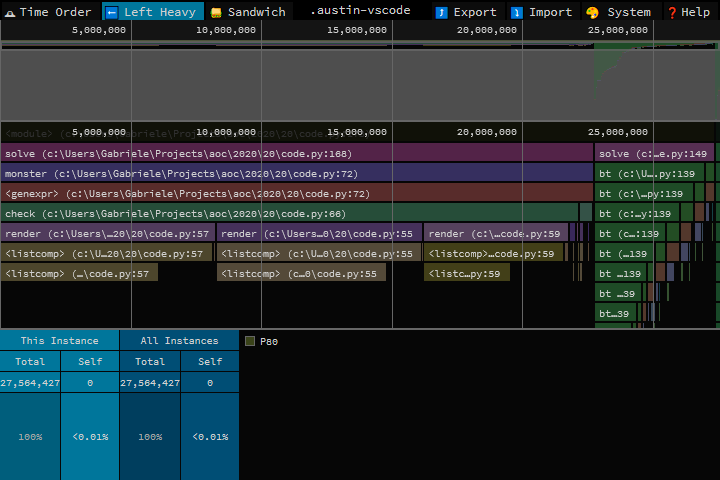 Time Order Left Heavy Sandwich .austin-vscode Export Import System Help
5,000,000 10,000,000 15,000,000 20,000,000 25,000,000
<module> (c:\Users\Gabriele\Projects\aoc\2020\20\code.py:
5,000,000 10,000,000 15,000,000 20,000,000 25,000,000
solve (c:\Users\Gabriele\Projects\aoc\2020\20\code.py:168) solve (c:…e.py:149
monster (c:\Users\Gabriele\Projects\aoc\2020\20\code.py:72) bt (c:\U….py:139
<genexpr> (c:\Users\Gabriele\Projects\aoc\2020\20\code.py:72) bt (c:\…py:139
check (c:\Users\Gabriele\Projects\aoc\2020\20\code.py:66) bt (c:\…y:139
render (c:\Users…20\20\code.py:57 render (c:\Users…0\20\code.py:55 render (c:\…code.py:59 bt (c…:139
<listcomp> (c:\U…20\20\code.py:57 <listcomp> (c:\U…0\20\code.py:55 <listcomp>…code.py:59 bt (…139
<listcomp> (…\code.py:57 <listcomp> (c…0\code.py:55 <listc…py:59 bt …139
bt …39
bt…39
This Instance All Instances P80
Total Self Total Self
27,564,427 0 27,564,427 0
100% <0.01% 100% <0.01%